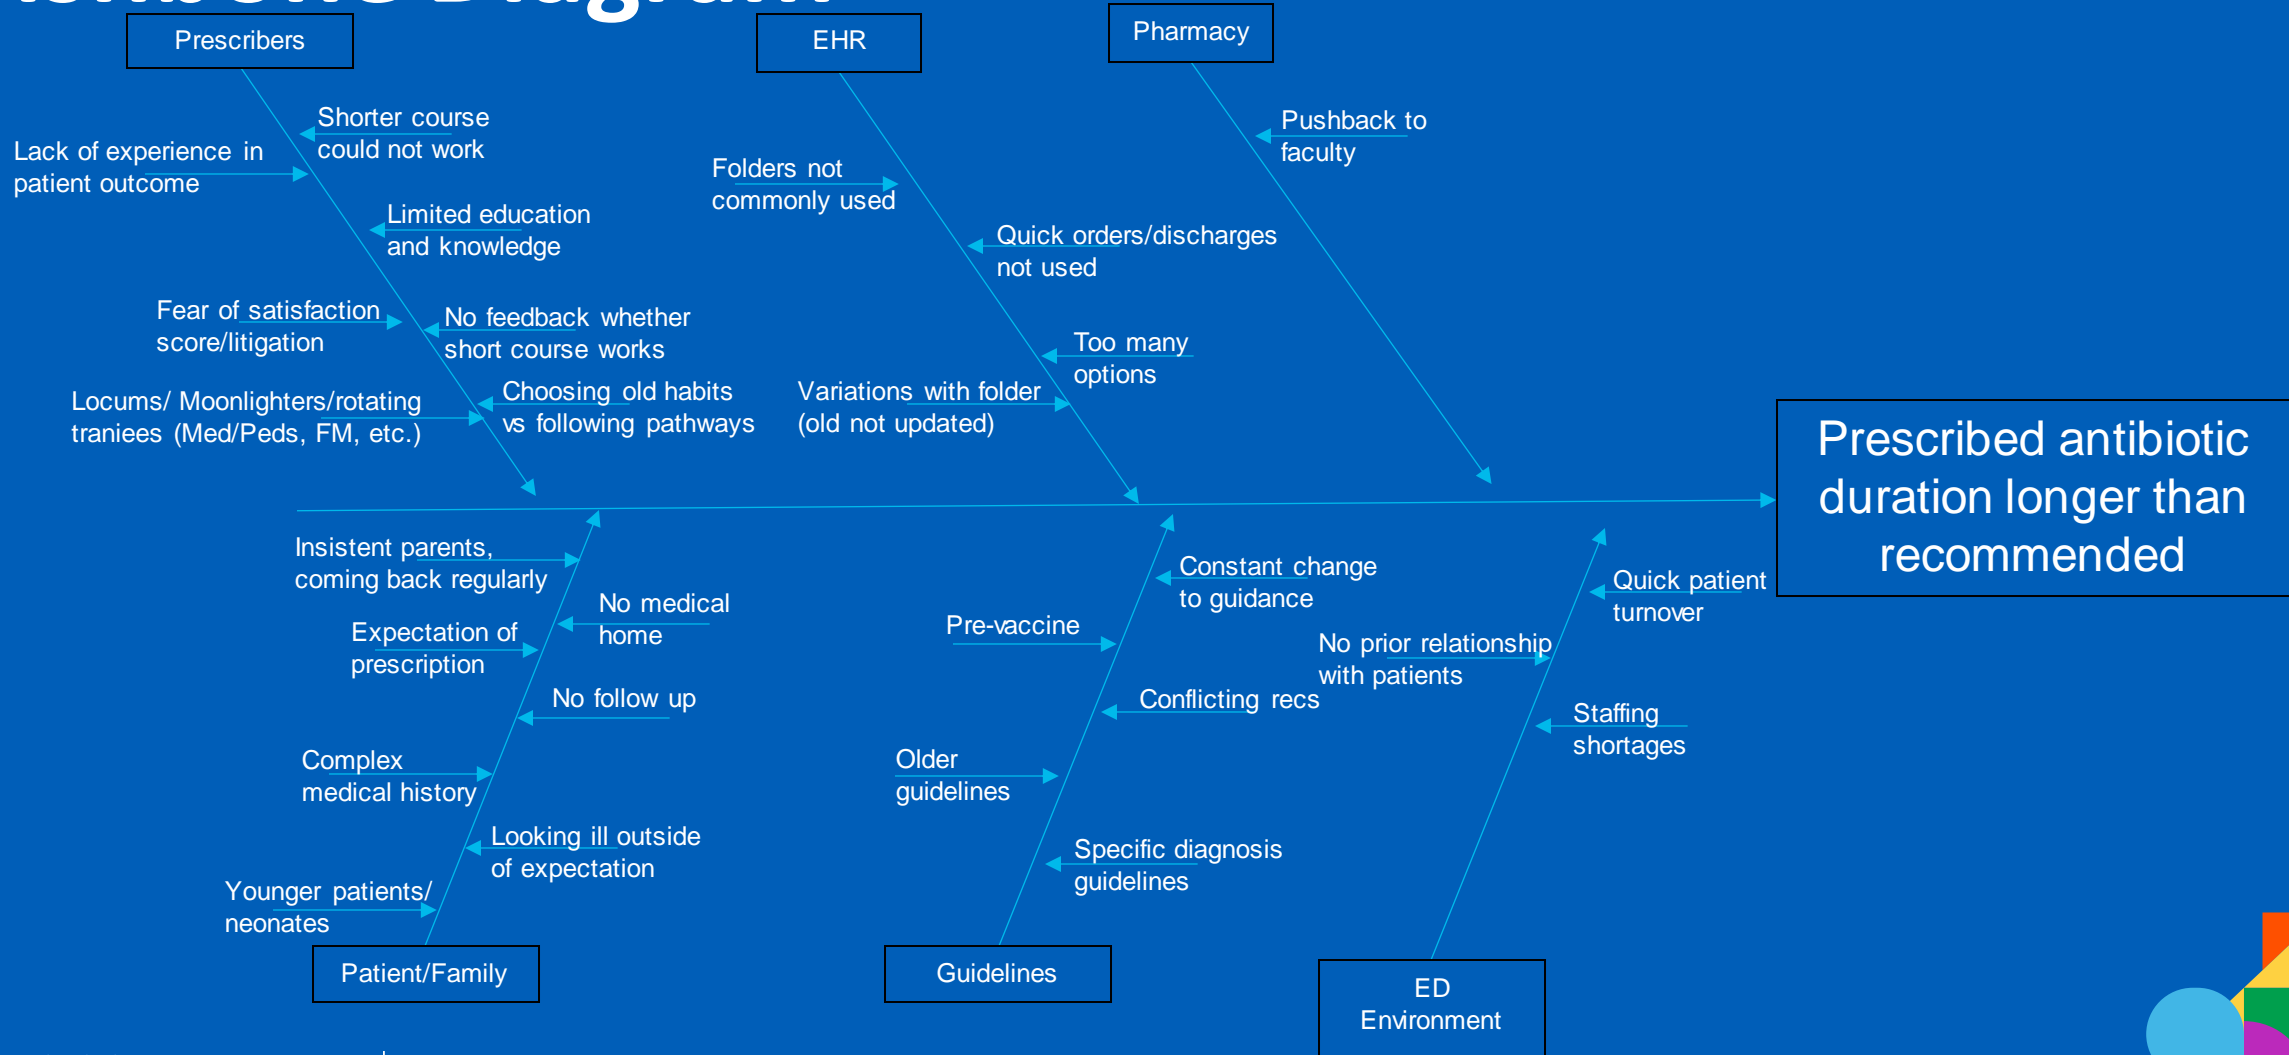 Prescribers
EHR
Pharmacy
Shorter course
could not work
Lack of experience in
patient outcome
Limited education
and knowledge
Fear of satisfaction
score/litigation
No feedback whether
short course works
Locums/ Moonlighters/rotating
traniees (Med/Peds, FM, etc.)
Choosing old habits
vs following pathways
Folders not
commonly used
Quick orders/discharges
not used
Too many
options
Variations with folder
(old not updated)
Pushback to
faculty
Prescribed antibiotic
duration longer than
recommended
Insistent parents,
coming back regularly
No medical
home
Expectation of
prescription
No follow up
Complex
medical history
Looking ill outside
of expectation
Younger patients/
neonates
Patient/Family
Constant change
to guidance
Pre-vaccine
Conflicting recs
Older
guidelines
Specific diagnosis
guidelines
Guidelines
Quick patient
turnover
No prior relationship
with patients
Staffing
shortages
ED
Environment